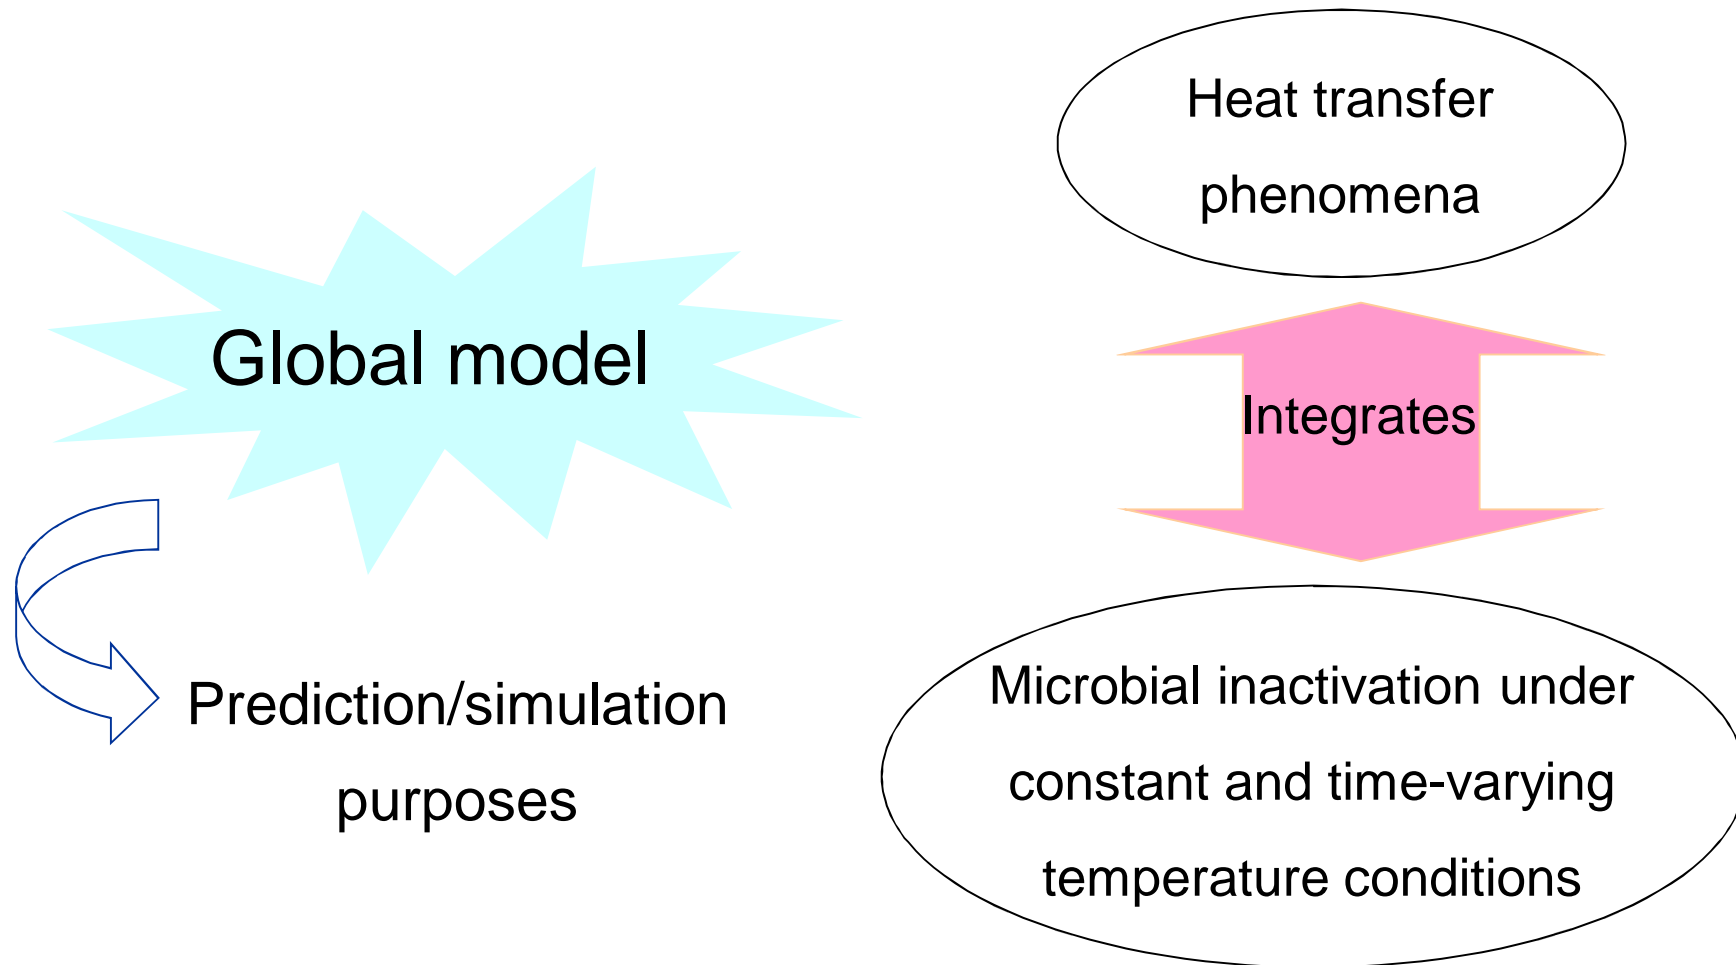 Global model
Prediction/simulation
purposes
Heat transfer
phenomena
Integrates
Microbial inactivation under
constant and time-varying
temperature conditions